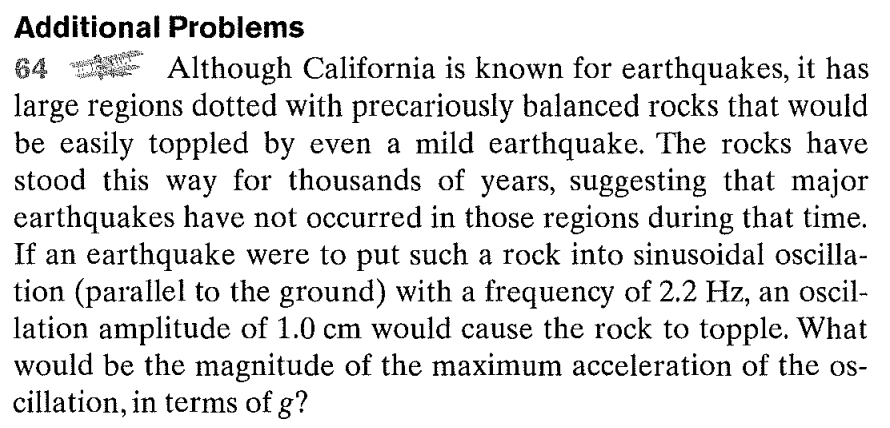 Additional Problems
64 Although California is known for earthquakes, it has
large regions dotted with precariously balanced rocks that would
be easily toppled by even a mild earthquake. The rocks have
stood this way for thousands of years, suggesting that major
earthquakes have not occurred in those regions during that time.
If an earthquake were to put such a rock into sinusoidal oscilla-
tion (parallel to the ground) with a frequency of 2.2 Hz, an oscil-
lation amplitude of 1.0 cm would cause the rock to topple. What
would be the magnitude of the maximum acceleration of the os-
cillation, in terms of g?